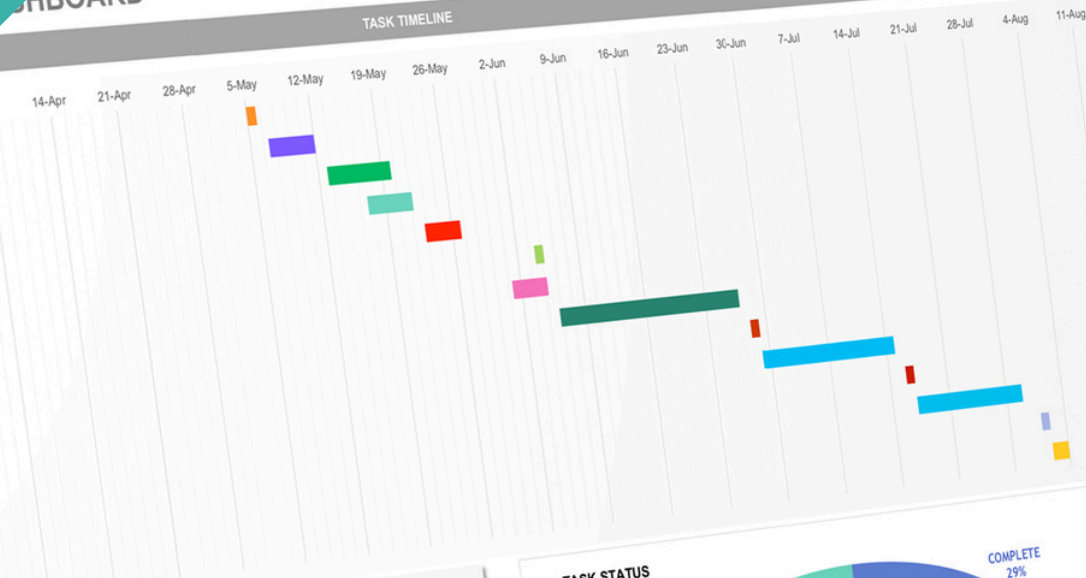 TASK TIMELINE
14-Apr 21-Apr 28-Apr 5-May 12-May 19-May 26-May 2-Jun 9-Jun 16-Jun 23-Jun 30-Jun 7-Jul 14-Jul 21-Jul 28-Jul 4-Aug 11-Aug
TASK STATUS
COMPLETE
29%